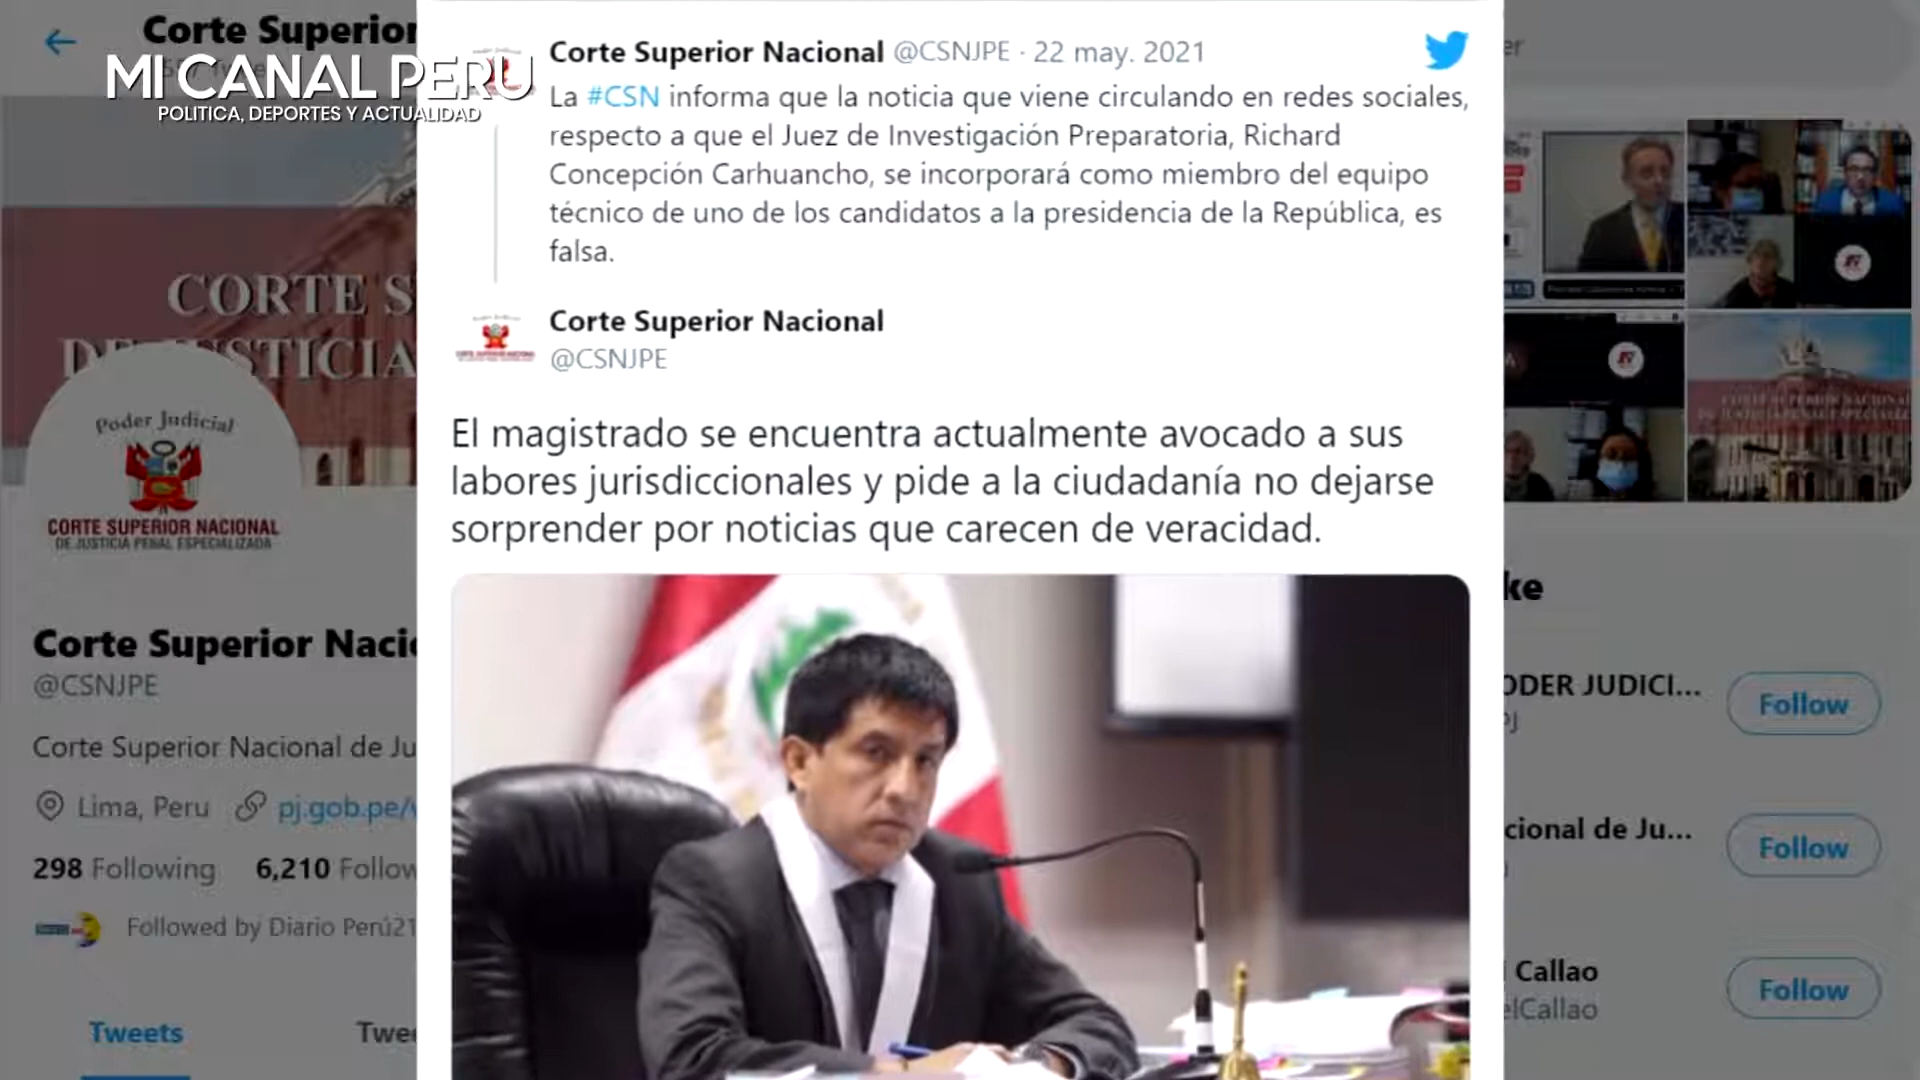 Corte Superior
MI CANAL PERU
POLITICA, DEPORTES Y ACTUALIDAD
Corte Superior Nacional @CSNJPE · 22 may. 2021
La #CSN informa que la noticia que viene circulando en redes sociales,
respecto a que el Juez de Investigación Preparatoria, Richard
Concepción Carhuancho, se incorporará como miembro del equipo
técnico de uno de los candidatos a la presidencia de la República, es
falsa.
Corte Superior Nacional
@CSNJPE
El magistrado se encuentra actualmente avocado a sus
labores jurisdiccionales y pide a la ciudadanía no dejarse
sorprender por noticias que carecen de veracidad.
CORTE S
JUSTICIA
Poder Judicial
CORTE SUPERIOR NACIONAL
DE JUSTICIA PENAL ESPECIALIZADA
Corte Superior Nacio
@CSNJPE
Corte Superior Nacional de Ju
Lima, Peru pj.gob.pe/
298 Following 6,210 Follow
Followed by Diario Perú21
Tweets Twe
ke
ODER JUDICI...
PJ
Follow
cional de Ju...
Follow
Callao
elCallao
Follow